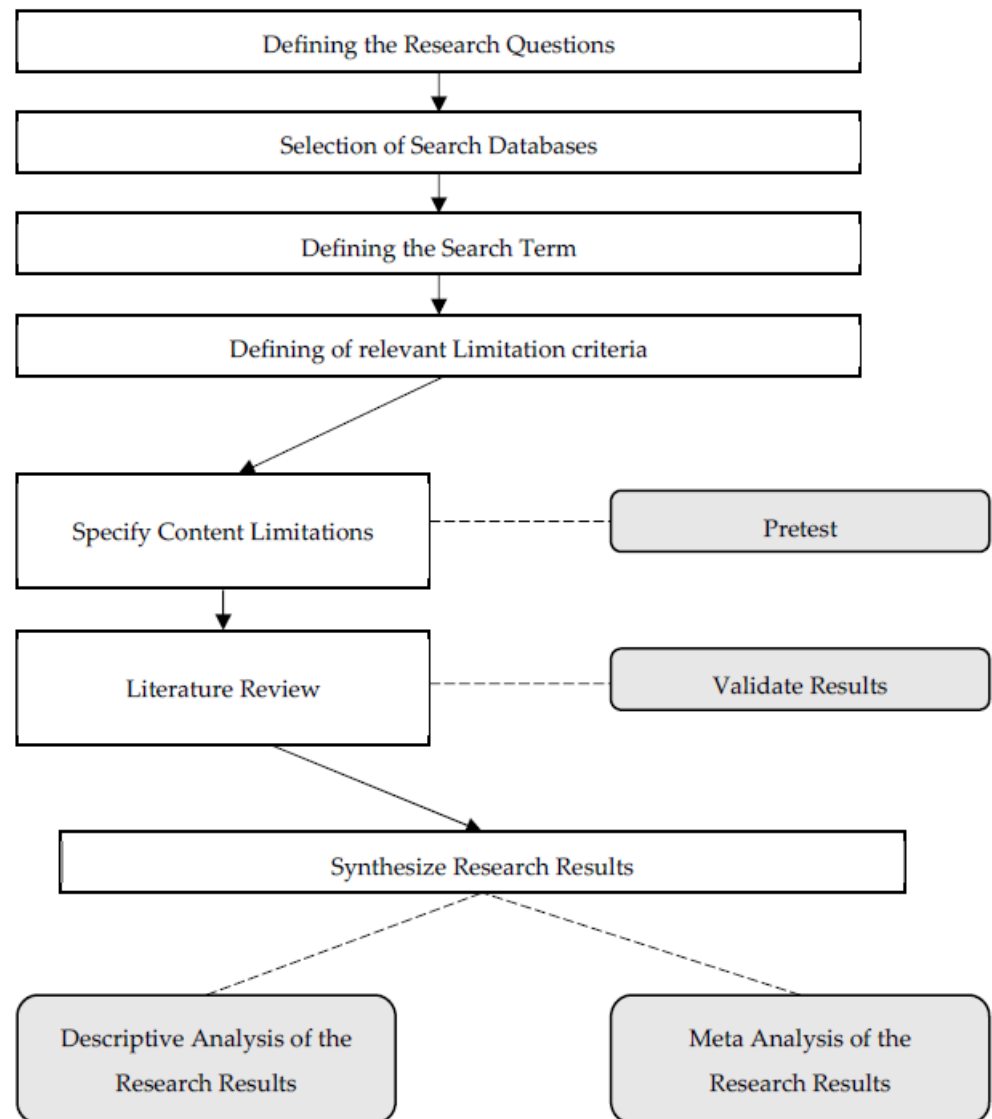 Defining the Research Questions
Selection of Search Databases
Defining the Search Term
Defining of relevant Limitation criteria
Specify Content Limitations
Pretest
Literature Review
Validate Results
Synthesize Research Results
Descriptive Analysis of the
Research Results
Meta Analysis of the
Research Results